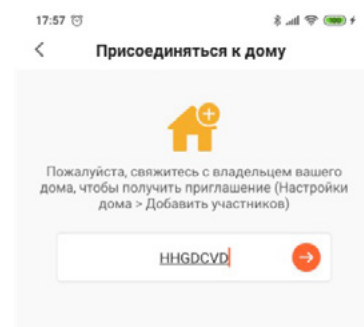 17:57
Присоединяться к дому
Пожалуйста, свяжитесь с владельцем вашего
дома, чтобы получить приглашение (Настройки
дома > Добавить участников)
HHGDCVD